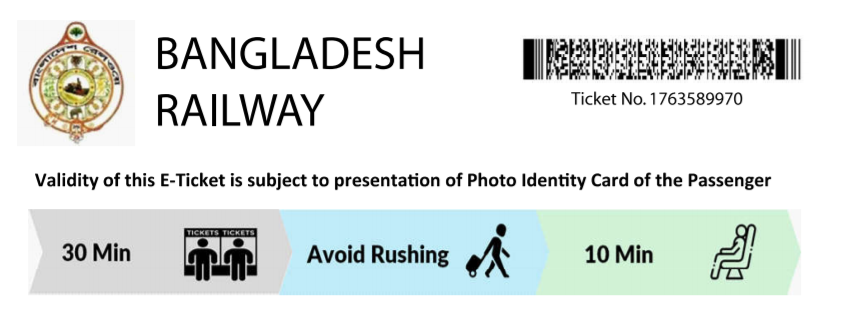 বাংলাদেশ রেলওয়ে
BANGLADESH
RAILWAY
Ticket No. 1763589970
Validity of this E-Ticket is subject to presentation of Photo Identity Card of the Passenger
30 Min
TICKETS TICKETS
Avoid Rushing
10 Min